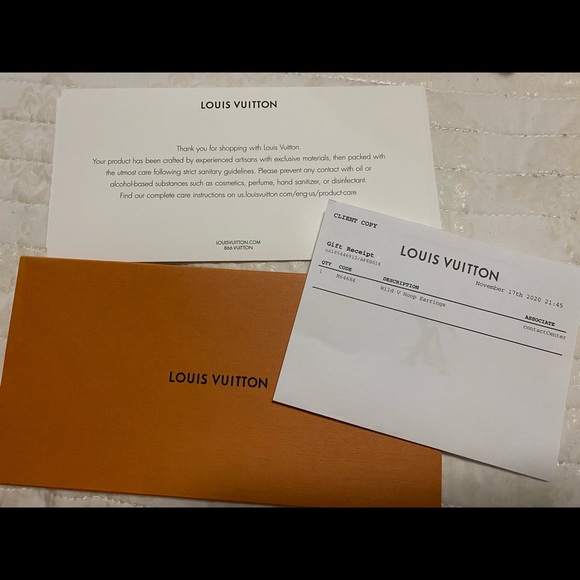 LOUIS VUITTON
Thank you for shopping with Louis Vuitton.
Your product has been crafted by experienced artisans with exclusive materials, then packed with
the utmost care following strict sanitary guidelines. Please prevent any contact with oil or
alcohol-based substances such as cosmetics, perfume, hand sanitizer, or disinfectant.
Find our complete care instructions on us.louisvuitton.com/eng-us/product-care
LOUISVUITTON.COM
866.VUITTON
CLIENT COPY
LOUIS VUITTON
Gift Receipt
November 17th 2020 21:45
QTY CODE DESCRIPTION ASSOCIATE
1 M64684 Wild V Hoop Earrings contactCenter
LOUIS VUITTON